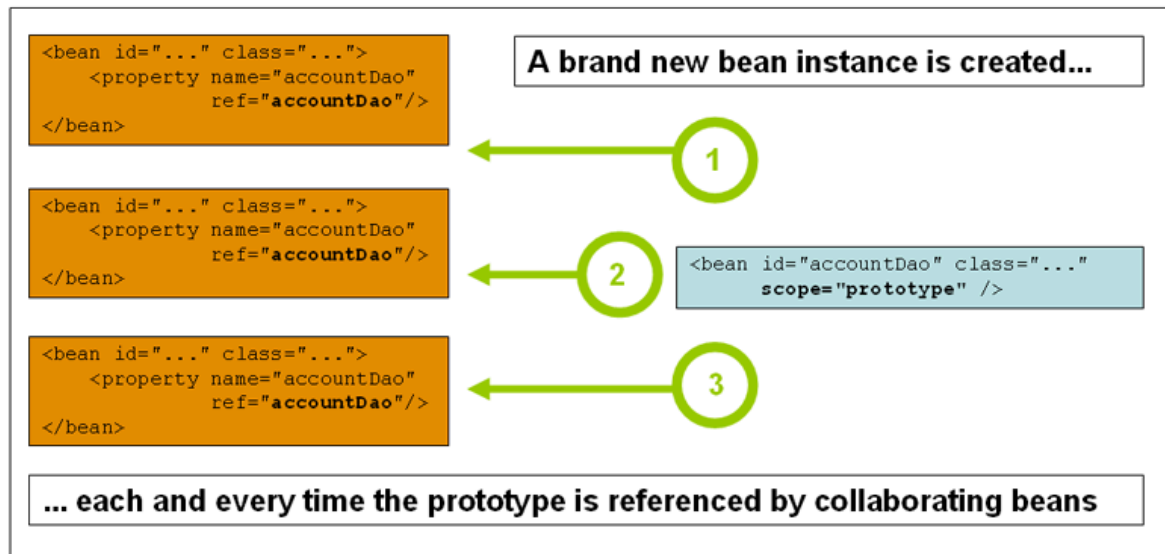 <bean id="..." class="...">
<property name="accountDao"
ref="accountDao"/>
</bean>
A brand new bean instance is created...
1
<bean id="..." class="...">
<property name="accountDao"
ref="accountDao"/>
</bean>
2
<bean id="accountDao" class="..."
scope="prototype" />
<bean id="..." class="...">
<property name="accountDao"
ref="accountDao"/>
</bean>
3
... each and every time the prototype is referenced by collaborating beans